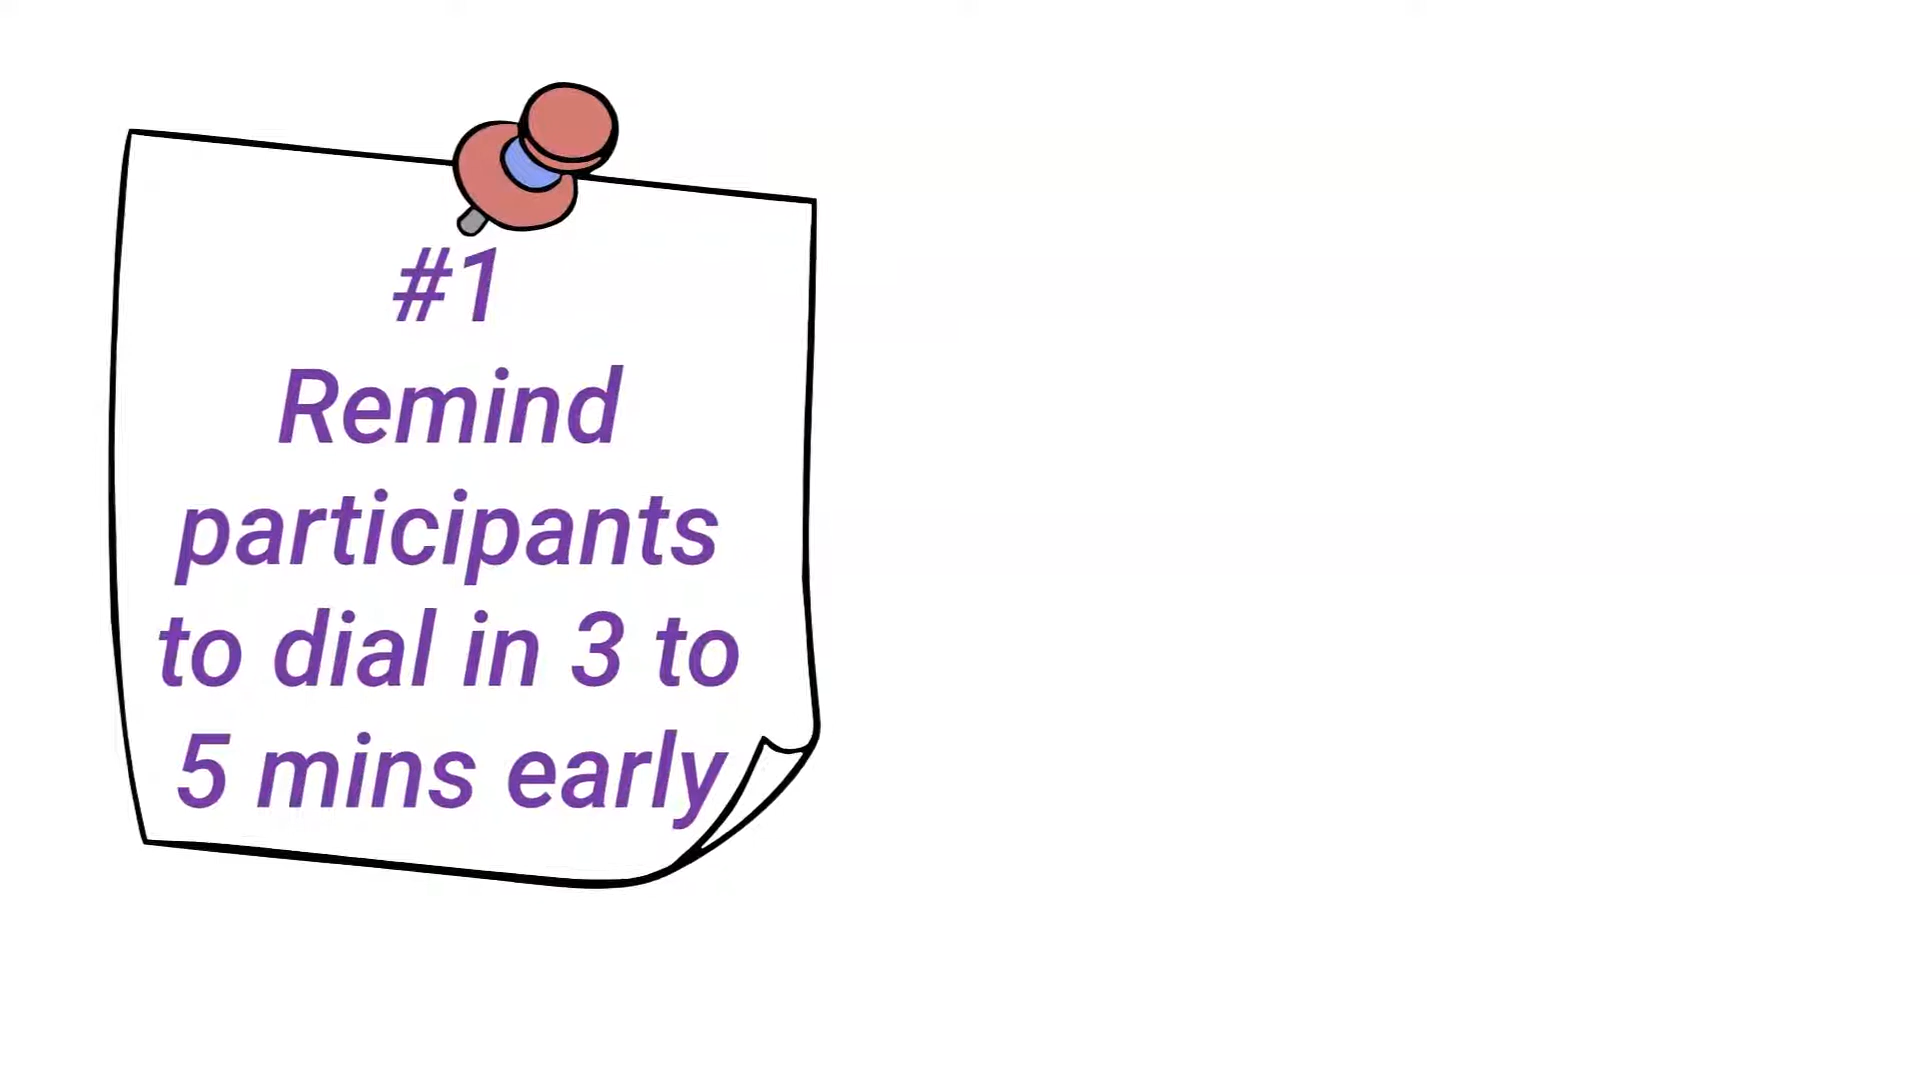 #1
Remind
participants
to dial in 3 to
5 mins early